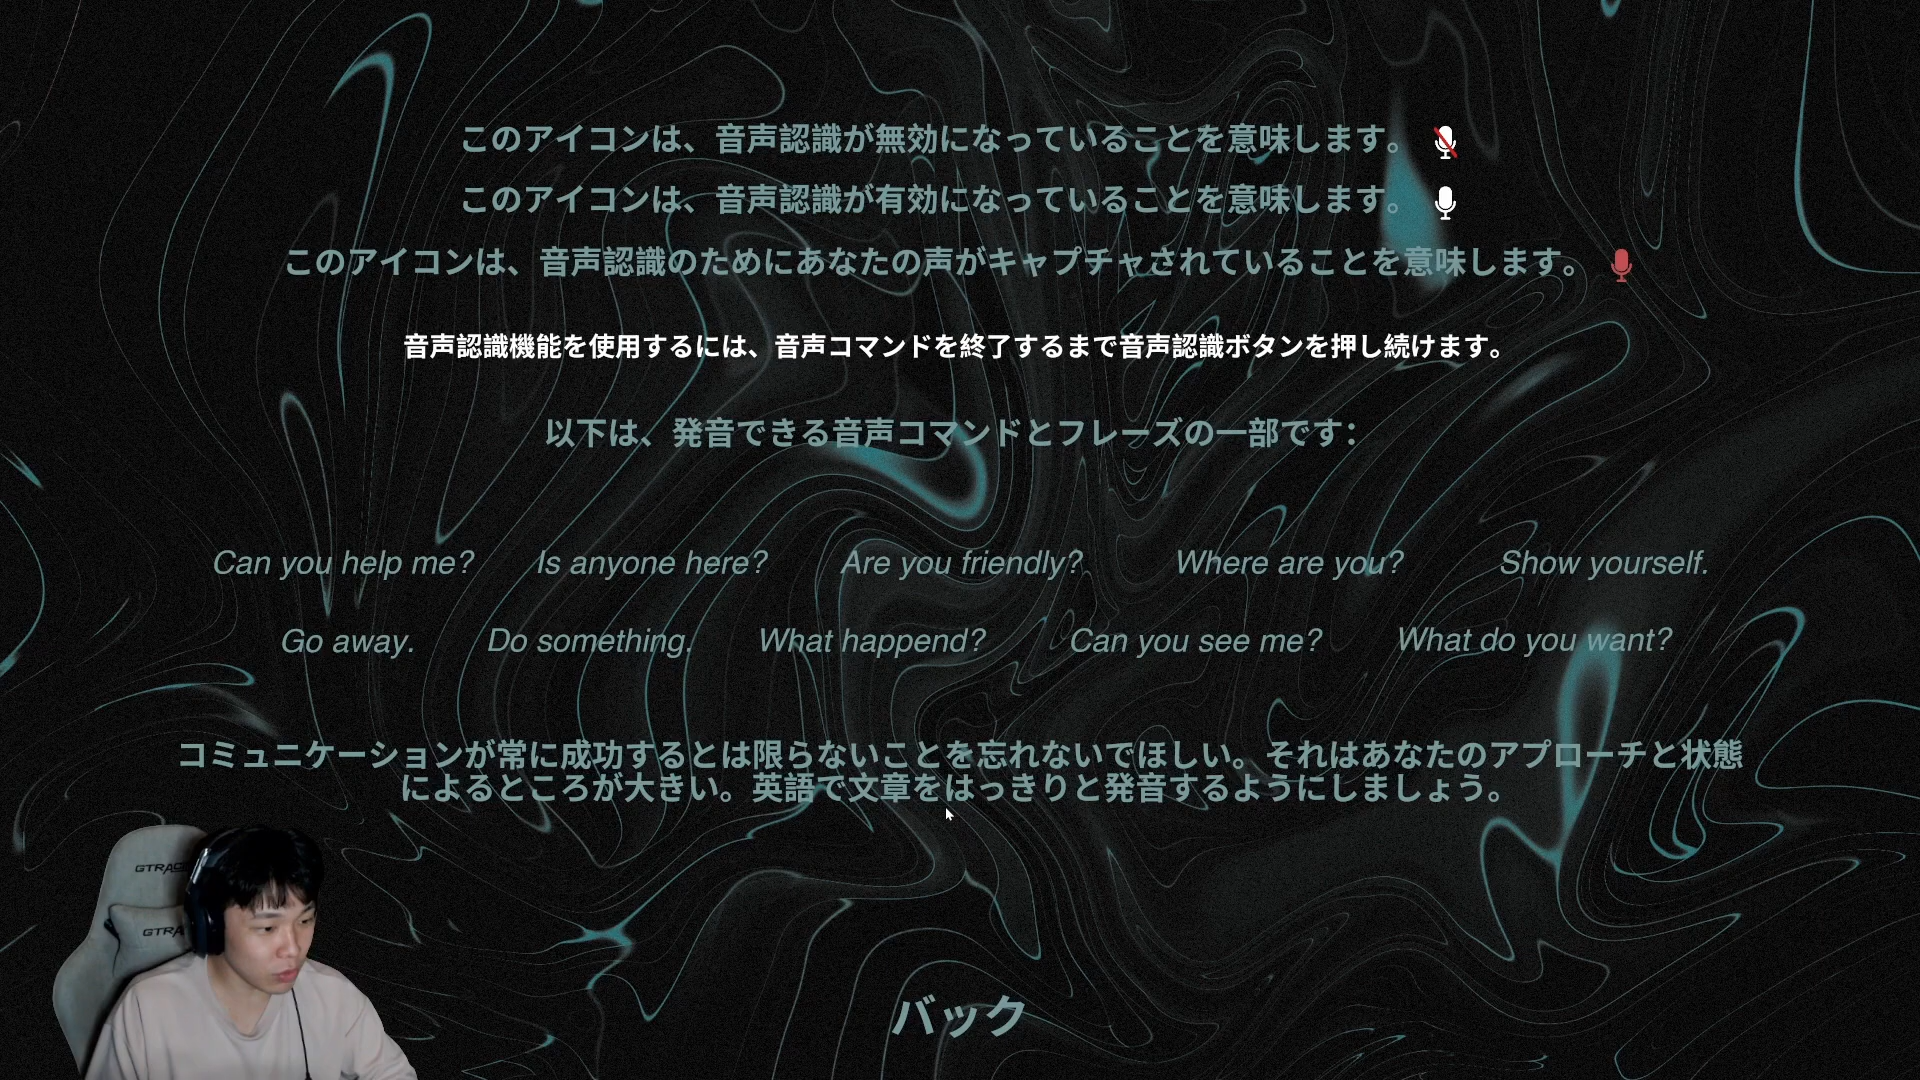 このアイコンは、音声認識が無効になっていることを意味します。
このアイコンは、音声認識が有効になっていることを意味します。
このアイコンは、音声認識のためにあなたの声がキャプチャされていることを意味します。
音声認識機能を使用するには、音声コマンドを終了するまで音声認識ボタンを押し続けます。
以下は、発音できる音声コマンドとフレーズの一部です：
Can you help me? Is anyone here? Are you friendly? Where are you? Show yourself.
Go away. Do something. What happend? Can you see me? What do you want?
コミュニケーションが常に成功するとは限らないことを忘れないでほしい。それはあなたのアプローチと状態
によるところが大きい。英語で文章をはっきりと発音するようにしましょう。
GTRA
バック